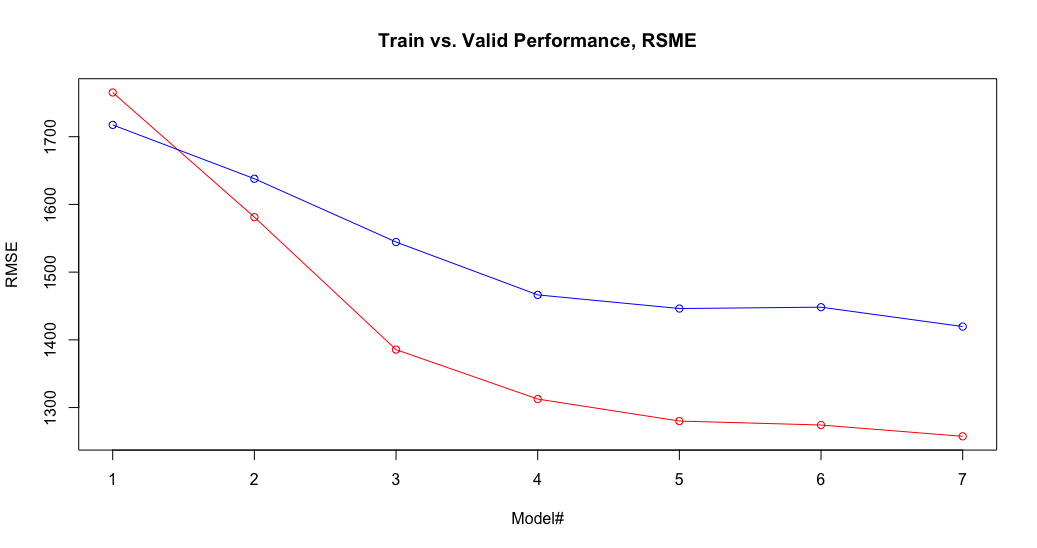 Train vs. Valid Performance, RSME
RMSE
1700
1600
1500
1400
1300
1 2 3 4 5 6 7
Model#